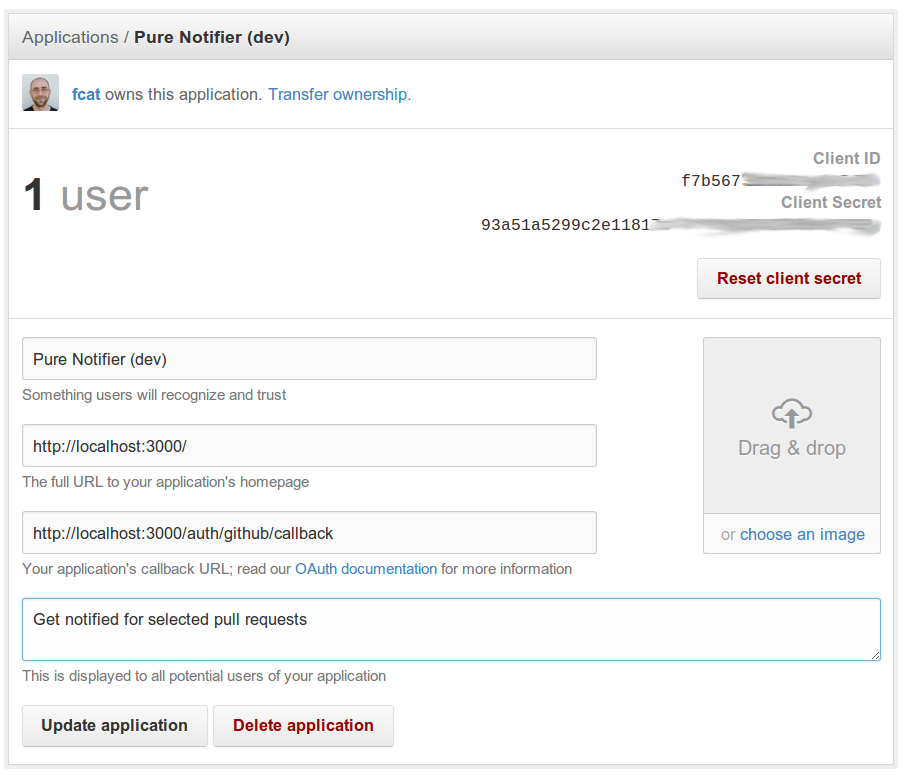 Applications / Pure Notifier (dev)
fcat owns this application. Transfer ownership.
1 user
Client ID
f7b567
Client Secret
93a51a5299c2e1181
Reset client secret
Pure Notifier (dev)
Something users will recognize and trust
http://localhost:3000/
The full URL to your application's homepage
http://localhost:3000/auth/github/callback
Your application's callback URL; read our OAuth documentation for more information
Drag & drop
or choose an image
Get notified for selected pull requests
This is displayed to all potential users of your application
Update application
Delete application